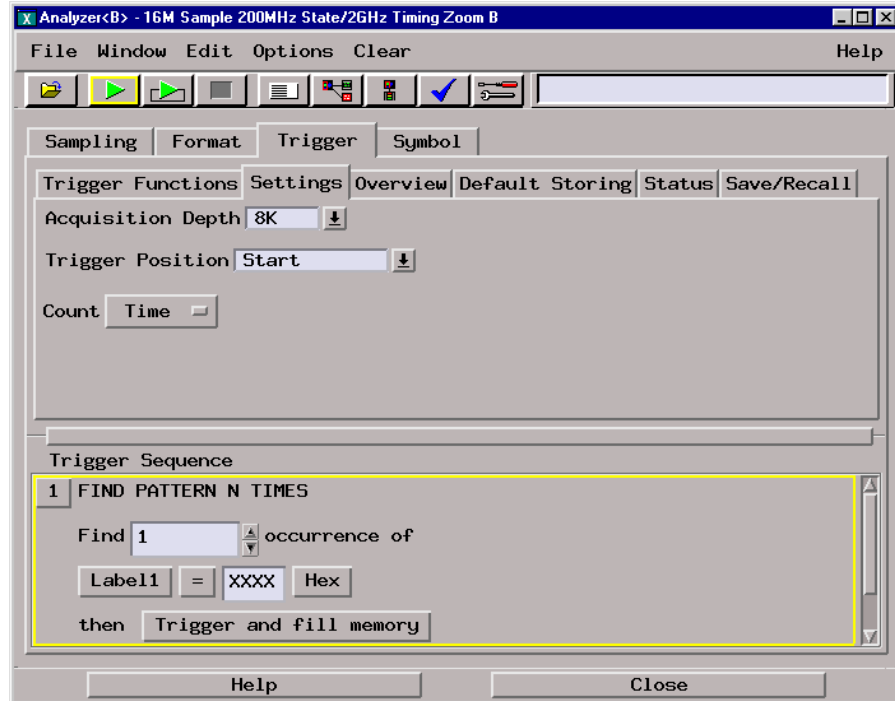 Analyzer<B> - 16M Sample 200MHz State/2GHz Timing Zoom B
File Window Edit Options Clear Help
Sampling Format Trigger Symbol
Trigger Functions Settings Overview Default Storing Status Save/Recall
Acquisition Depth 8K
Trigger Position Start
Count Time
Trigger Sequence
1 FIND PATTERN N TIMES
Find 1 occurrence of
Label1 = XXXX Hex
then Trigger and fill memory
Help Close